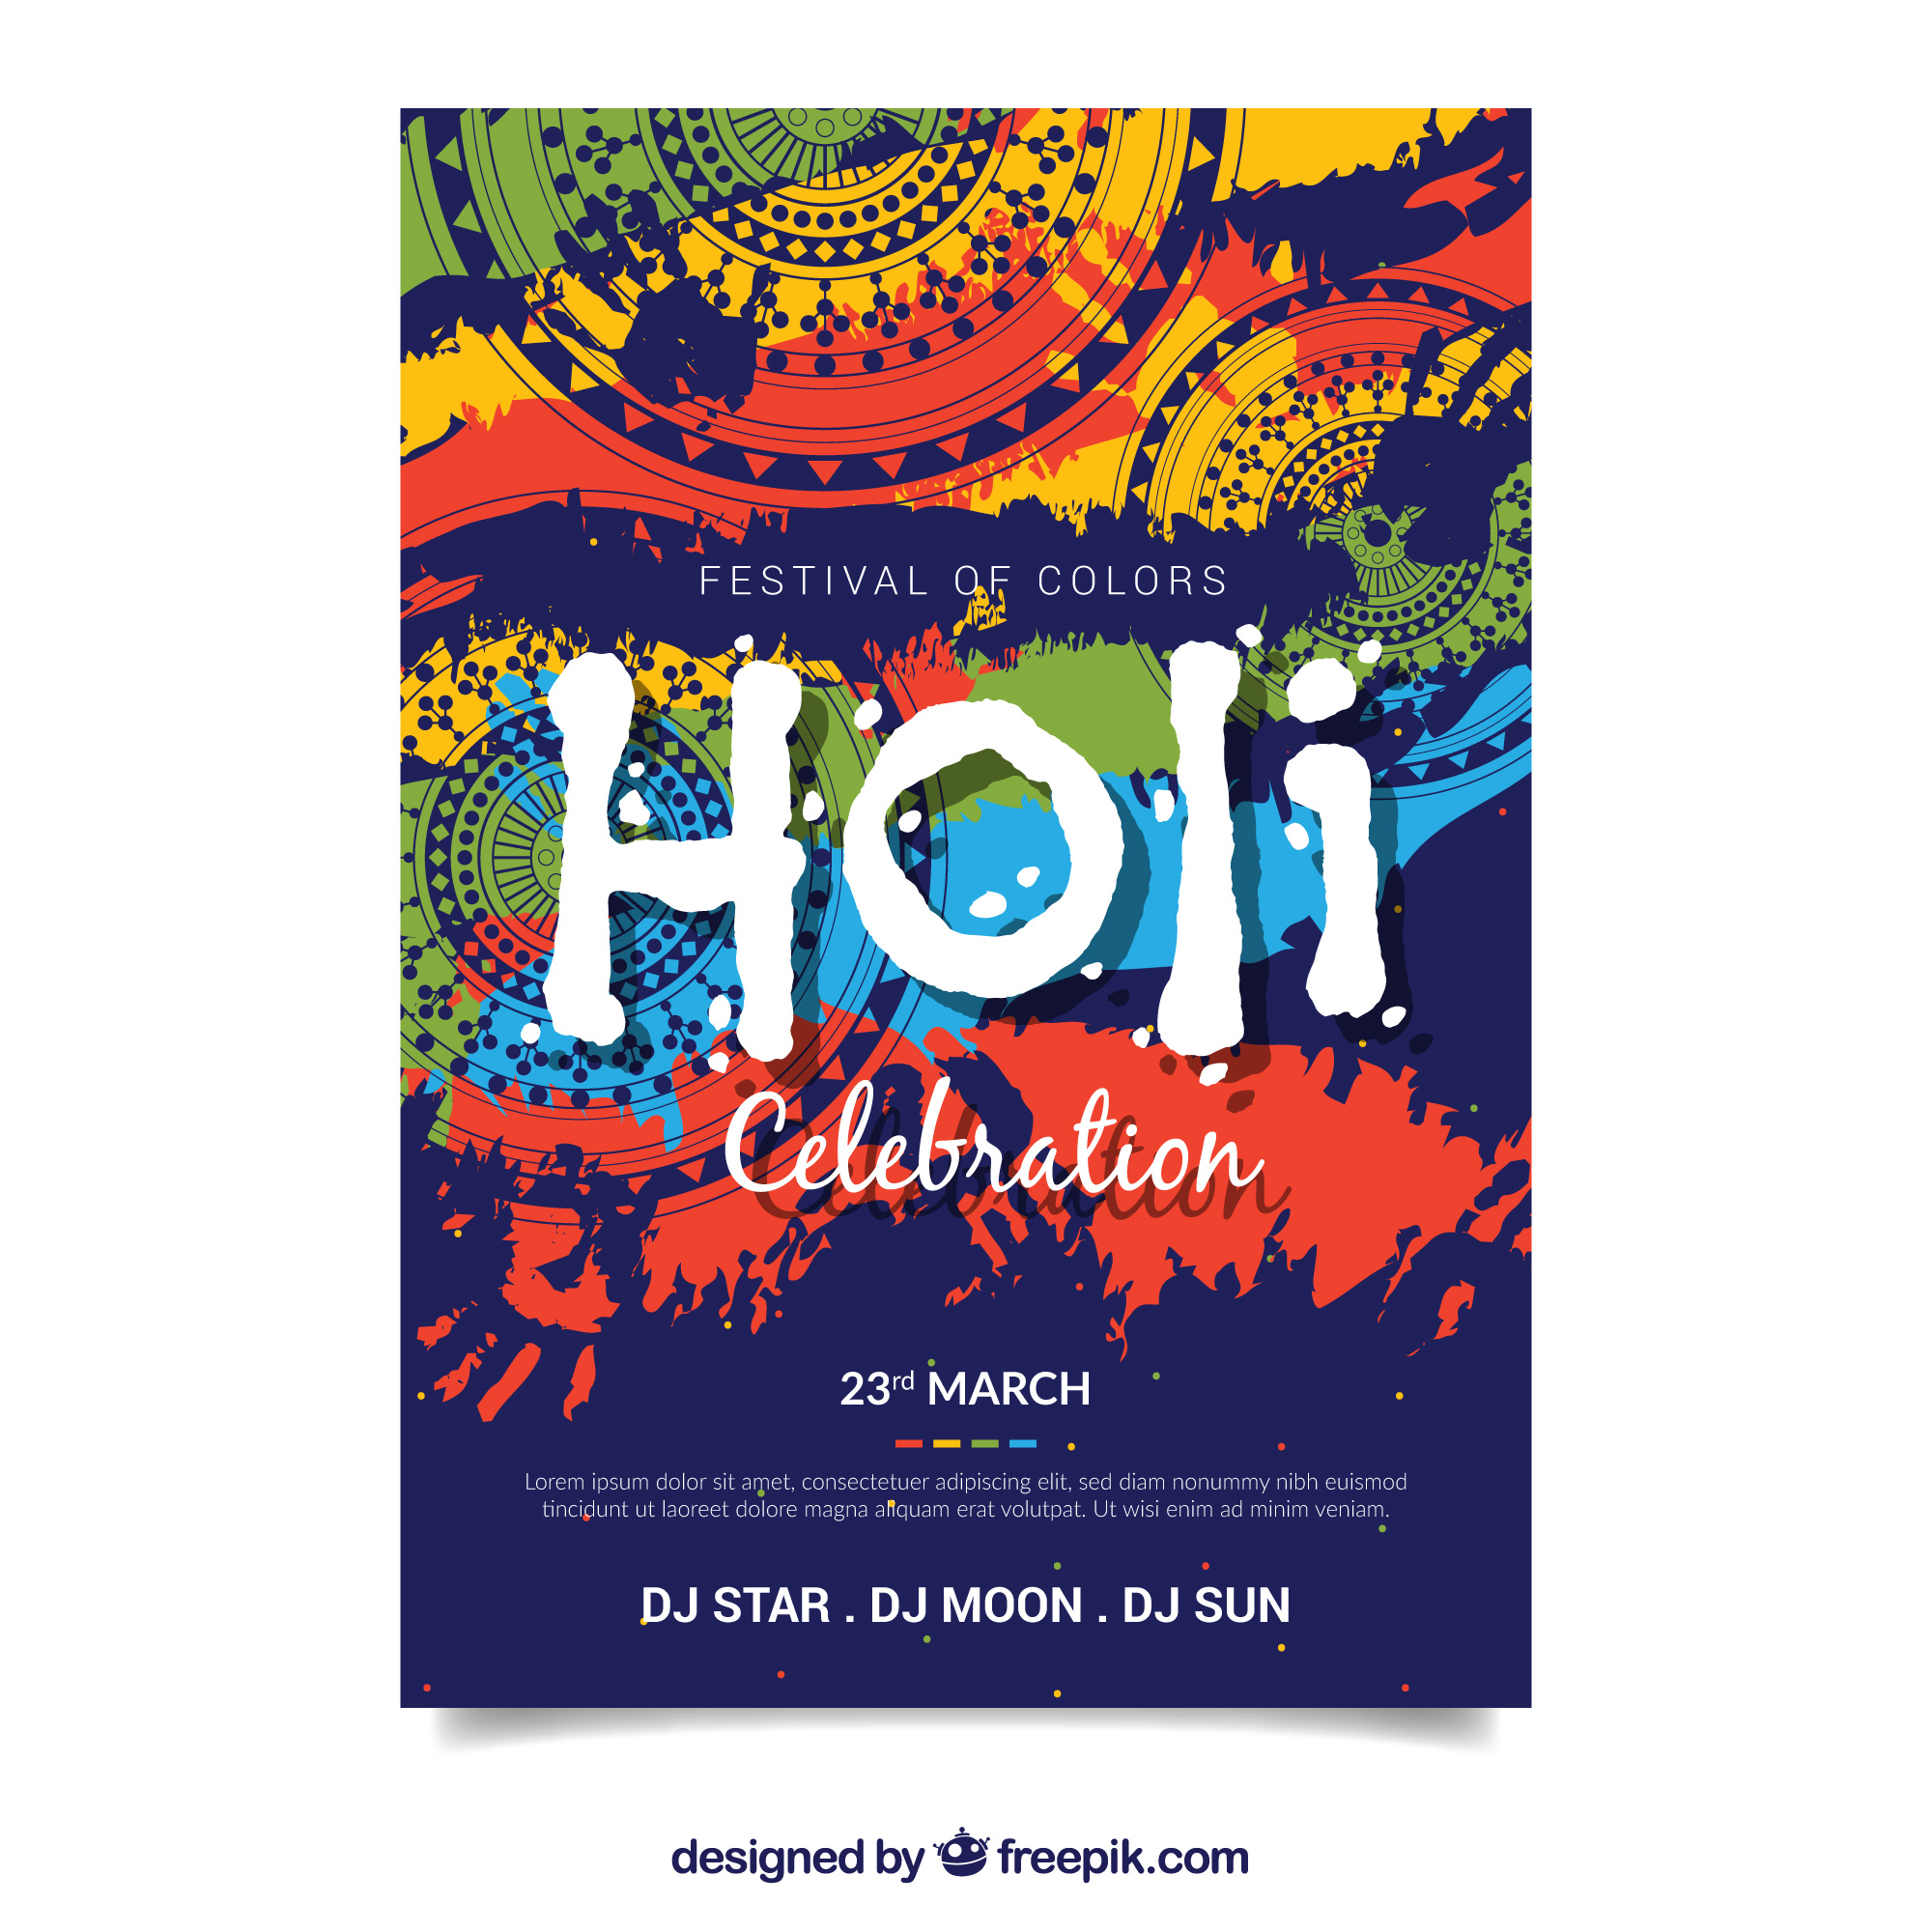 FESTIVAL OF COLORS
Holi
Celebration
23rd MARCH
Lorem ipsum dolor sit amet, consectetuer adipiscing elit, sed diam nonummy nibh euismod
tincidunt ut laoreet dolore magna aliquam erat volutpat. Ut wisi enim ad minim veniam.
DJ STAR . DJ MOON . DJ SUN
designed by freepik.com